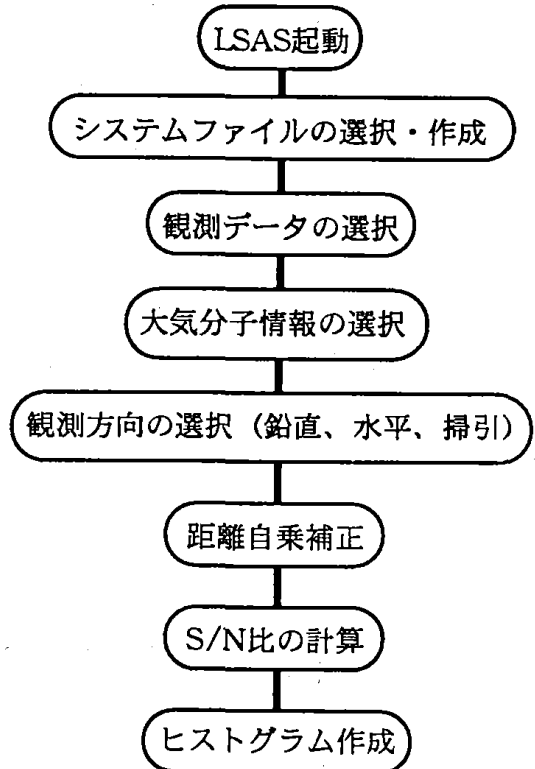 LSAS起動
システムファイルの選択・作成
観測データの選択
大気分子情報の選択
観測方向の選択（鉛直、水平、掃引）
距離自乗補正
S/N比の計算
ヒストグラム作成